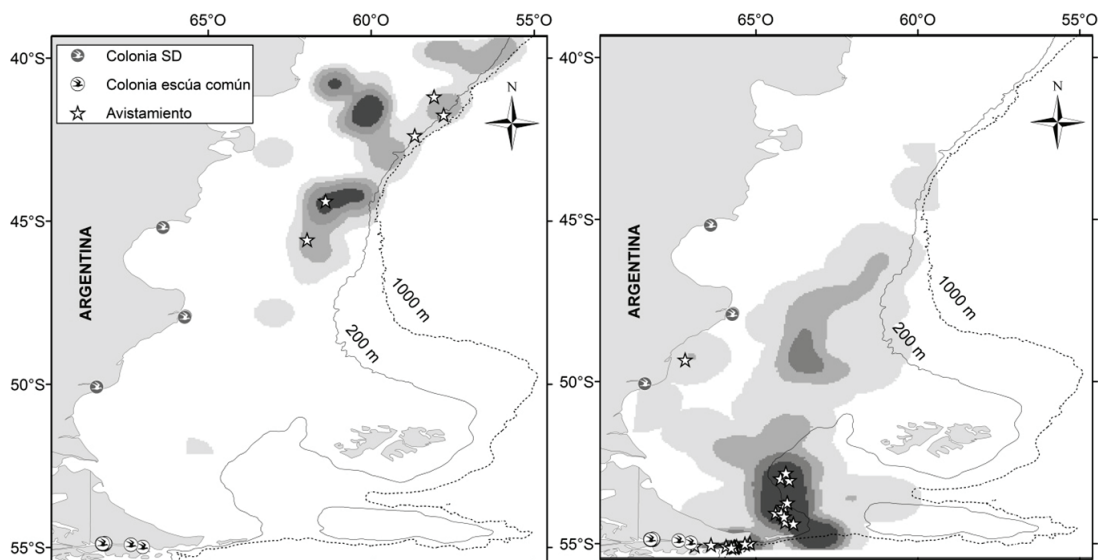 65°O 60°O 55°O
65°O 60°O 55°O
Colonia SD
Colonia escúa común
Avistamiento
40°S
45°S
50°S
55°S
ARGENTINA
N
1000 m
200 m
40°S
45°S
50°S
55°S
ARGENTINA
N
1000 m
200 m